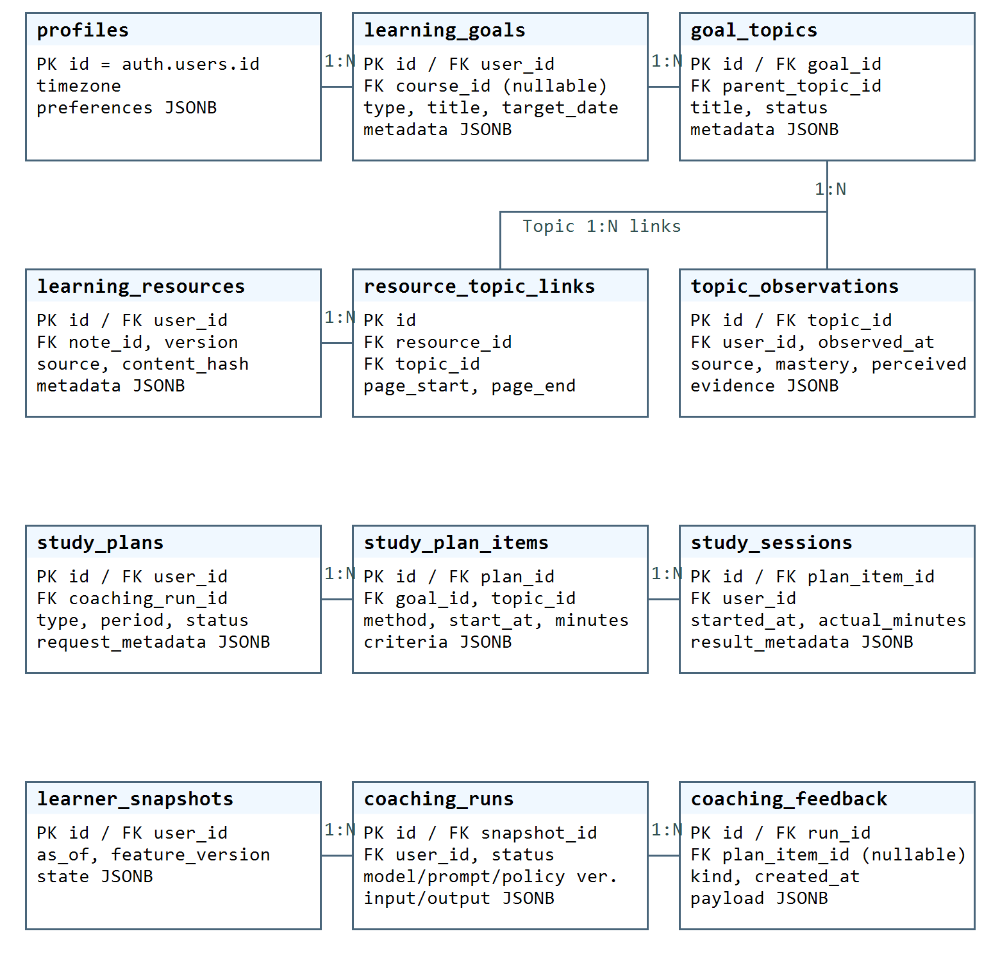 profiles
PK id = auth.users.id
timezone
preferences JSONB
1:N
learning_goals
PK id / FK user_id
FK course_id (nullable)
type, title, target_date
metadata JSONB
1:N
goal_topics
PK id / FK goal_id
FK parent_topic_id
title, status
metadata JSONB
1:N
Topic 1:N links
learning_resources
PK id / FK user_id
FK note_id, version
source, content_hash
metadata JSONB
1:N
resource_topic_links
PK id
FK resource_id
FK topic_id
page_start, page_end
topic_observations
PK id / FK topic_id
FK user_id, observed_at
source, mastery, perceived
evidence JSONB
study_plans
PK id / FK user_id
FK coaching_run_id
type, period, status
request_metadata JSONB
1:N
study_plan_items
PK id / FK plan_id
FK goal_id, topic_id
method, start_at, minutes
criteria JSONB
1:N
study_sessions
PK id / FK plan_item_id
FK user_id
started_at, actual_minutes
result_metadata JSONB
learner_snapshots
PK id / FK user_id
as_of, feature_version
state JSONB
1:N
coaching_runs
PK id / FK snapshot_id
FK user_id, status
model/prompt/policy ver.
input/output JSONB
1:N
coaching_feedback
PK id / FK run_id
FK plan_item_id (nullable)
kind, created_at
payload JSONB